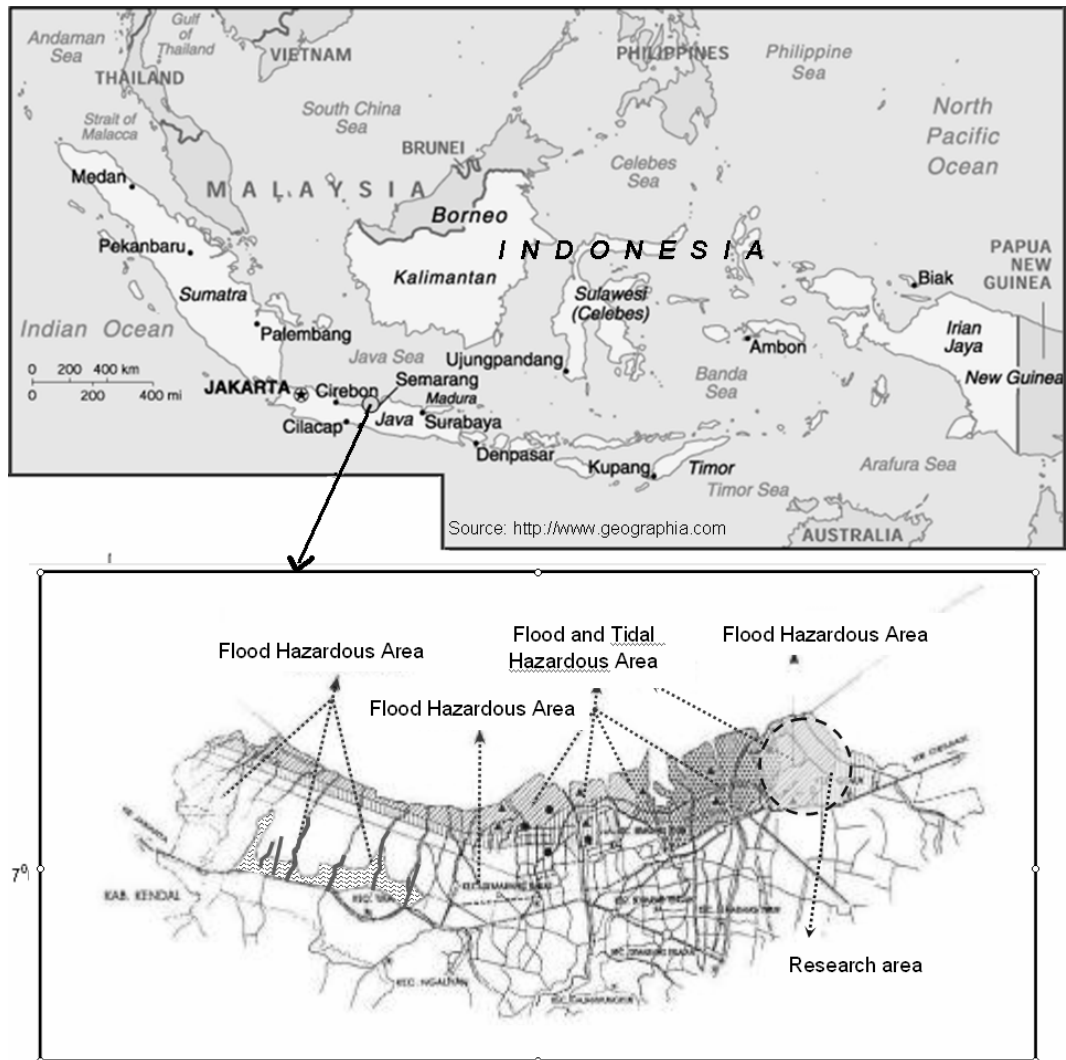 Andaman
Sea
Gulf
of
Thailand
VIETNAM
THAILAND
PHILIPPINES
Philippine
Sea
South China
Sea
Strait of
Malacca
North
Pacific
Ocean
BRUNEI
Celebes
Sea
Medan
MALAYSIA
Borneo
INDONESIA
Pekanbaru
Kalimantan
PAPUA
NEW
GUINEA
Biak
Sumatra
Sulawesi
(Celebes)
Indian Ocean
Palembang
Irian
Jaya
Ambon
Java Sea
Ujungpandang
0 200 400 km
0 200 400 mi
JAKARTA
Cirebon
Semarang
Madura
Banda
Sea
New Guinea
Cilacap
Java
Surabaya
Denpasar
Kupang
Timor
Arafura Sea
Timor Sea
Source: http://www.geographia.com
AUSTRALIA
Flood Hazardous Area
Flood and Tidal
Hazardous Area
Flood Hazardous Area
Flood Hazardous Area
7⁰
KAB. KENDAL
KEC. NGALIYAN
Research area